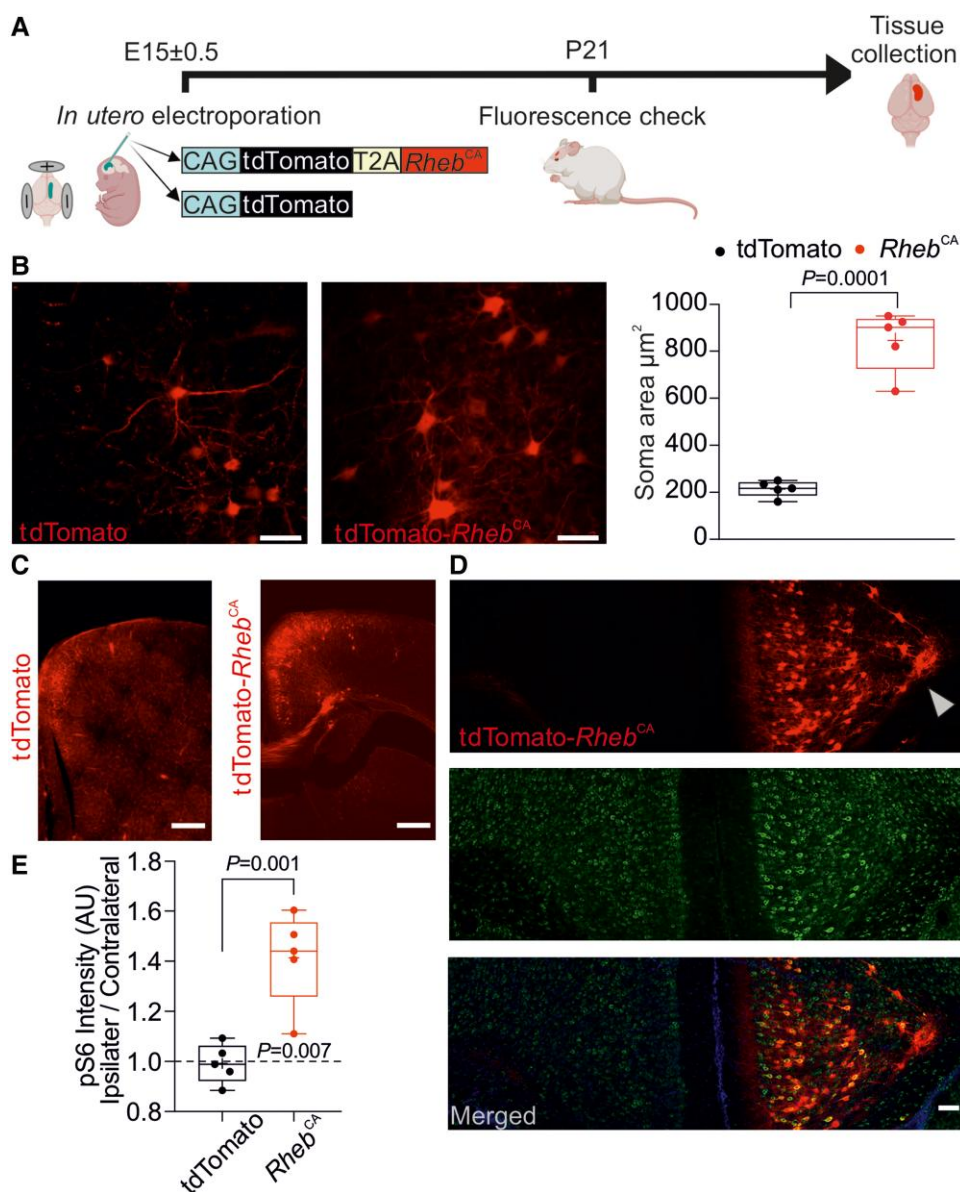 A
E15±0.5
P21
Tissue
collection
In utero electroporation
Fluorescence check
+
CAG tdTomato T2A Rheb^CA
CAG tdTomato
B
tdTomato
tdTomato-Rheb^CA
tdTomato Rheb^CA
P=0.0001
Soma area µm²
1000
800
600
400
200
0
C
tdTomato
tdTomato-Rheb^CA
D
tdTomato-Rheb^CA
Merged
E
pS6 Intensity (AU)
Ipsilater / Contralateral
1.8
1.6
1.4
1.2
1.0
0.8
P=0.001
P=0.007
tdTomato
Rheb^CA